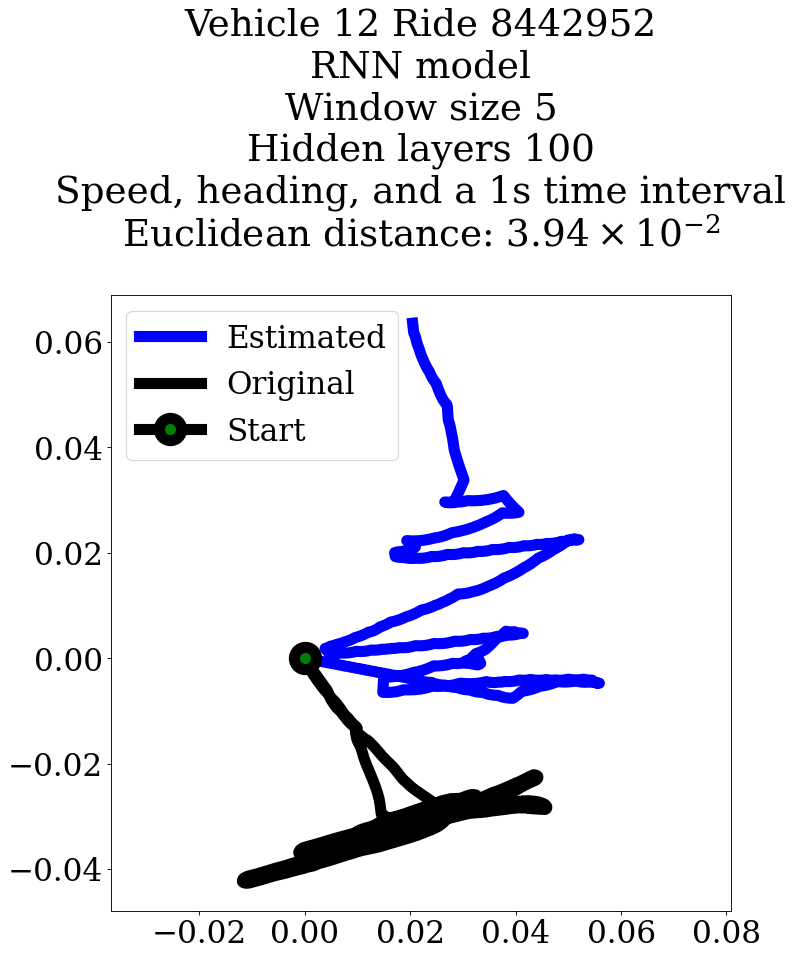 Vehicle 12 Ride 8442952
RNN model
Window size 5
Hidden layers 100
Speed, heading, and a 1s time interval
Euclidean distance: 3.94 × 10⁻²
Estimated
Original
Start
0.06
0.04
0.02
0.00
−0.02
−0.04
−0.02 0.00 0.02 0.04 0.06 0.08